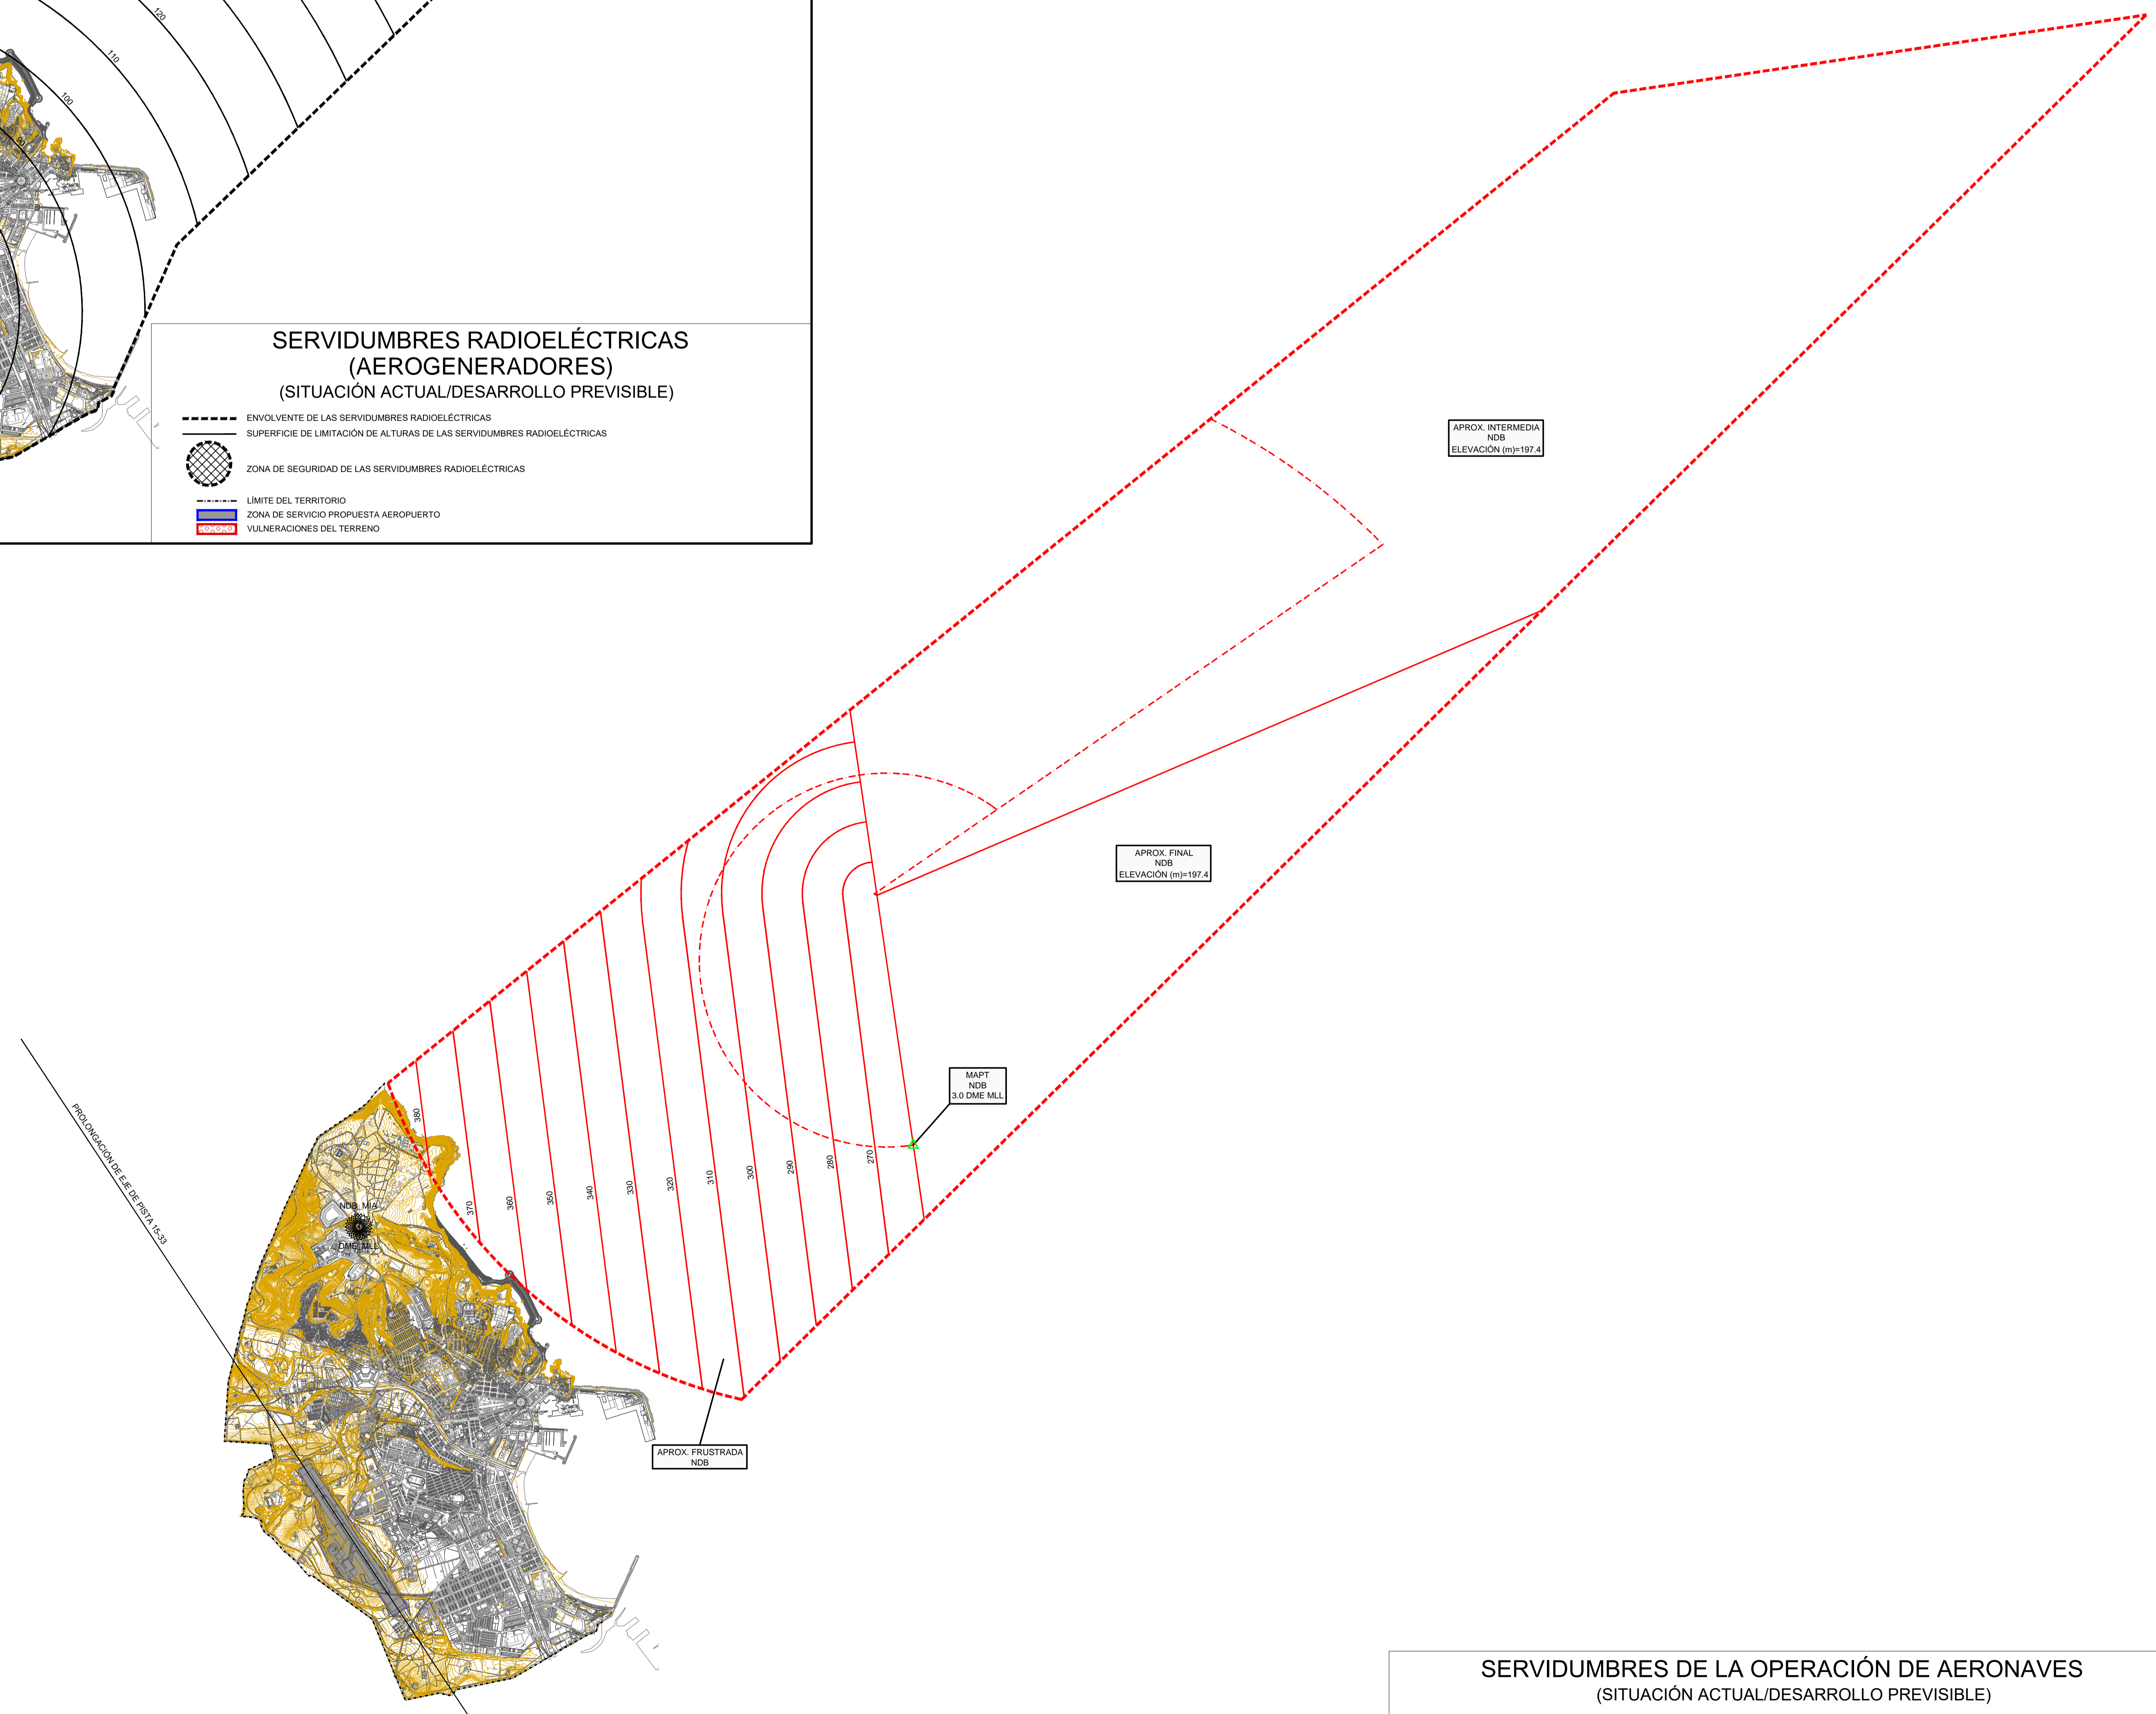 120
110
100
90
SERVIDUMBRES RADIOELÉCTRICAS
(AEROGENERADORES)
(SITUACIÓN ACTUAL/DESARROLLO PREVISIBLE)
ENVOLVENTE DE LAS SERVIDUMBRES RADIOELÉCTRICAS
SUPERFICIE DE LIMITACIÓN DE ALTURAS DE LAS SERVIDUMBRES RADIOELÉCTRICAS
ZONA DE SEGURIDAD DE LAS SERVIDUMBRES RADIOELÉCTRICAS
LÍMITE DEL TERRITORIO
ZONA DE SERVICIO PROPUESTA AEROPUERTO
VULNERACIONES DEL TERRENO
APROX. INTERMEDIA
NDB
ELEVACIÓN (m)=197.4
APROX. FINAL
NDB
ELEVACIÓN (m)=197.4
MAPT
NDB
3.0 DME MLL
380
370
360
350
340
330
320
310
300
290
280
270
PROLONGACIÓN DE EJE DE PISTA 15-33
NDB_MIA
DME_MLL
APROX. FRUSTRADA
NDB
SERVIDUMBRES DE LA OPERACIÓN DE AERONAVES
(SITUACIÓN ACTUAL/DESARROLLO PREVISIBLE)